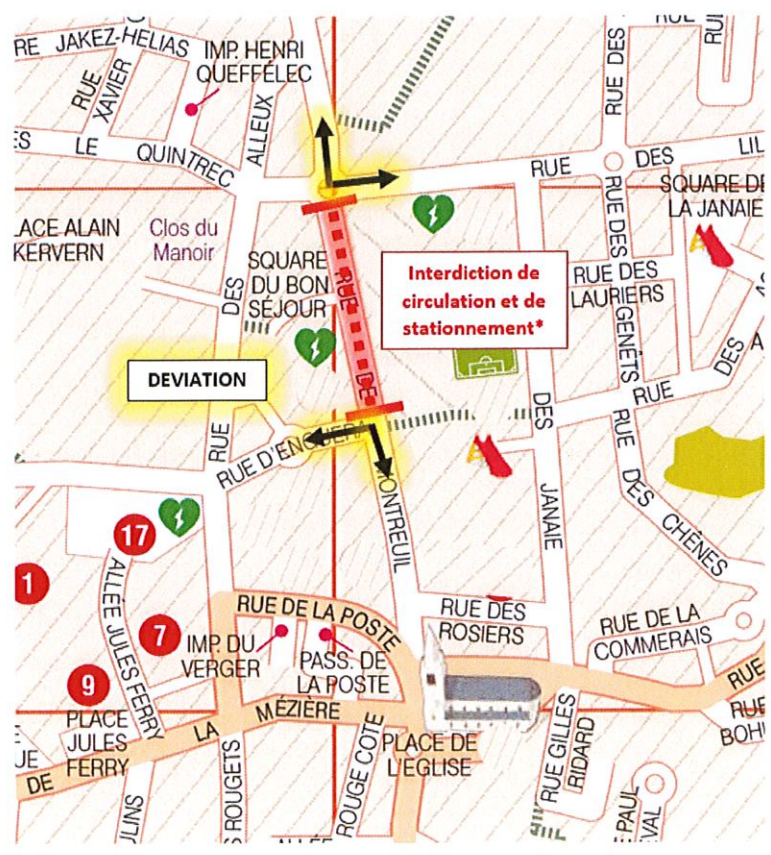 RUE
RUE DES
RUE JAKEZ-HELIAS
IMP. HENRI
QUEFFÉLEC
RUE
XAVIER
ALLEUX
LE
QUINTREC
RUE
DES
SQUARE
LA JANAIE
KERVERN
ALAIN
Clos du
Manoir
DES
SQUARE
DU BON
SÉJOUR
RUE
DE
Interdiction de
circulation et de
stationnement*
RUE DES
LAURIERS
RUE DES
GENÊTS
DEVIATION
RUE
RUE D'ENGUERA
MONTREUIL
DES
JANAIE
RUE
DES
RUE
DES
CHÊNES
17
1
7
9
ALLÉE JULES FERRY
RUE DE LA POSTE
IMP. DU
VERGER
PASS. DE
LA POSTE
RUE DES
ROSIERS
RUE DE LA
COMMERAIS
RUE
PLACE
JULES
FERRY
DE
LA
MÉZIÈRE
PLACE DE
L'EGLISE
RUE GILLES
RIDARD
RUE
ROUGETS
ROUGE COTE
PAUL